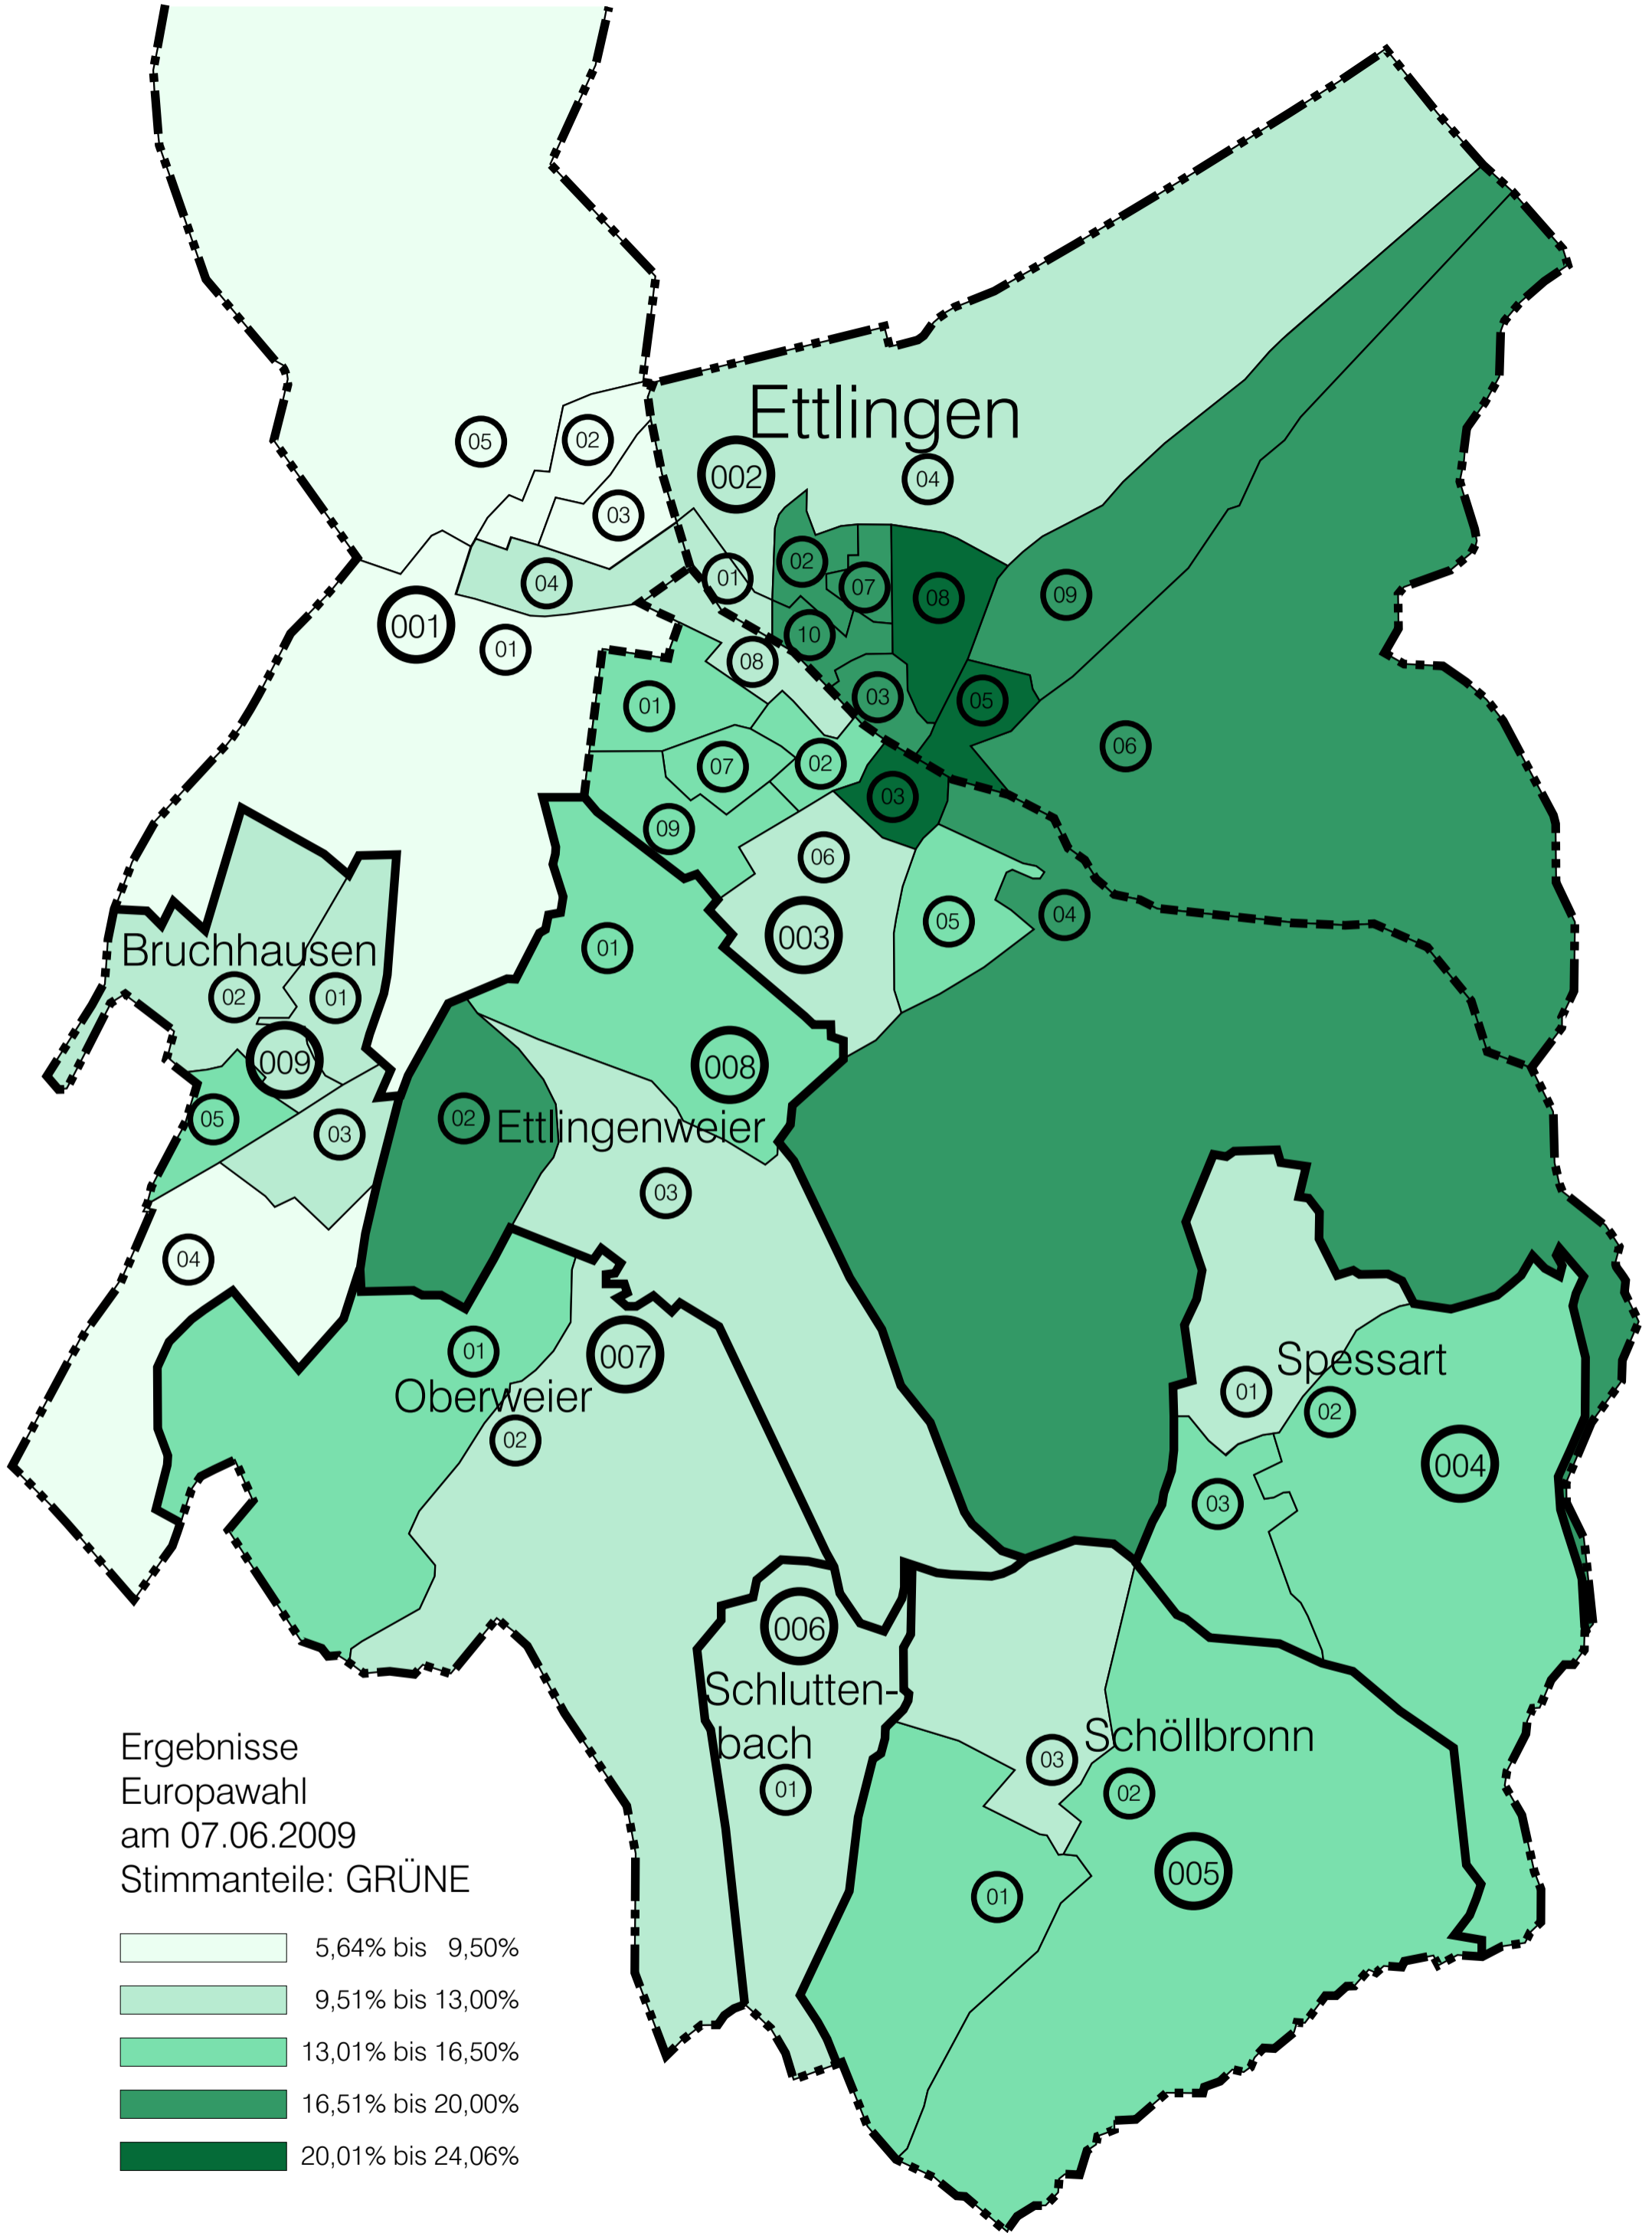 Ettlingen
05
02
002
04
03
02
04
01
07
08
09
001
10
01
08
03
05
01
06
07
02
03
09
06
04
05
003
01
Bruchhausen
02
01
009
008
02
Ettlingenweier
05
03
03
04
01
007
Spessart
Oberweier
01
02
02
004
03
006
Schlutten-
bach
01
Schöllbronn
03
02
005
01
Ergebnisse
Europawahl
am 07.06.2009
Stimmanteile: GRÜNE
5,64% bis 9,50%
9,51% bis 13,00%
13,01% bis 16,50%
16,51% bis 20,00%
20,01% bis 24,06%